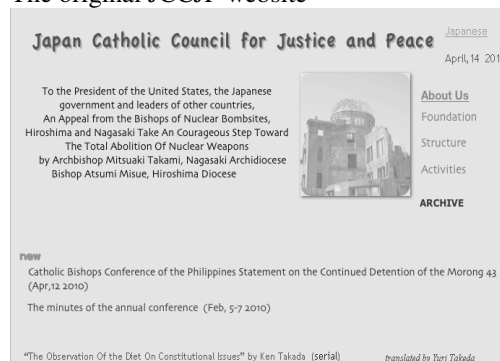 The original JCCJP website
Japan Catholic Council for Justice and Peace
Japanese
April, 14 201
To the President of the United States, the Japanese
government and leaders of other countries,
An Appeal from the Bishops of Nuclear Bombsites,
Hiroshima and Nagasaki Take An Courageous Step Toward
The Total Abolition Of Nuclear Weapons
by Archbishop Mitsuaki Takami, Nagasaki Archidiocese
Bishop Atsumi Misue, Hiroshima Diocese
About Us
Foundation
Structure
Activities
ARCHIVE
new
Catholic Bishops Conference of the Philippines Statement on the Continued Detention of the Morong 43
(Apr,12 2010)
The minutes of the annual conference (Feb, 5-7 2010)
"The Observation Of the Diet On Constitutional Issues" by Ken Takada (serial)
translated by Yuri Takeda